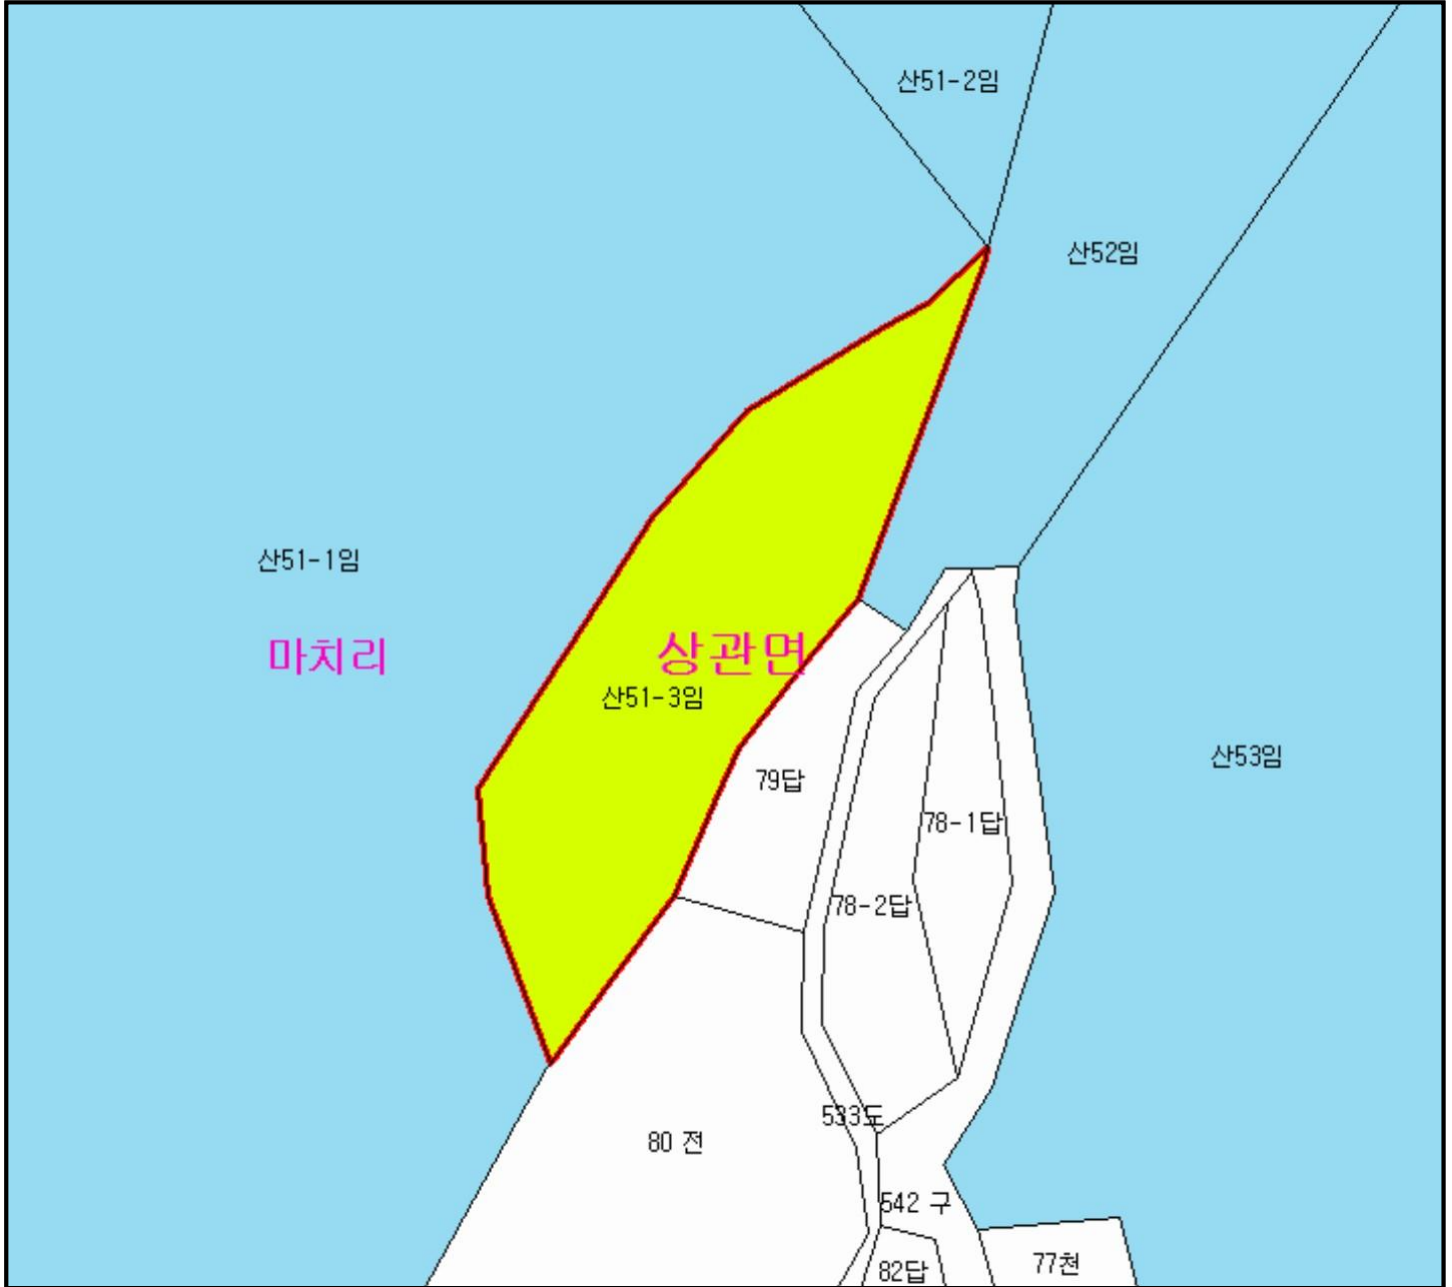 산51-2임
산52임
산51-1임
마치리
상관면
산51-3임
79답
산53임
78-1답
78-2답
533도
80 전
542 구
82답
77천